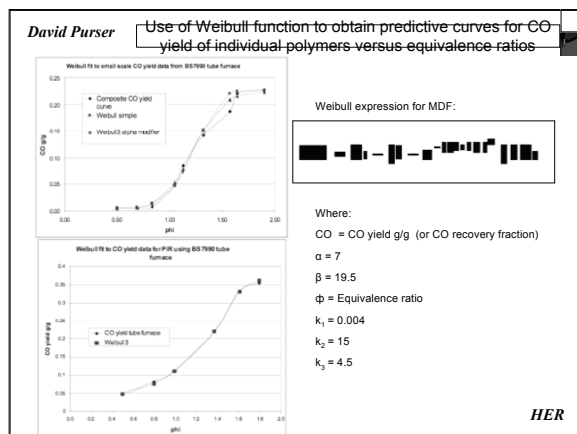 David Purser
Use of Weibull function to obtain predictive curves for CO
yield of individual polymers versus equivalence ratios
Weibull fit to small scale CO yield data from BS7990 tube furnace
0.25
0.20
0.15
0.10
0.05
0.00
CO g/g
Composite CO yield
curve
Weibull simple
Weibull3 alpha modifier
0.00 0.50 1.00 1.50 2.00
phi
Weibull expression for MDF:
Where:
CO = CO yield g/g (or CO recovery fraction)
α = 7
β = 19.5
ф = Equivalence ratio
k1 = 0.004
k2 = 15
k3 = 4.5
Weibull fit to CO yield data for PIR using BS7990 tube
furnace
0.4
0.35
0.3
0.25
0.2
0.15
0.1
0.05
0
CO yield g/g
CO yield tube furnace
Weibull 3
0.0 0.2 0.4 0.6 0.8 1.0 1.2 1.4 1.6 1.8 2.0
phi
HER